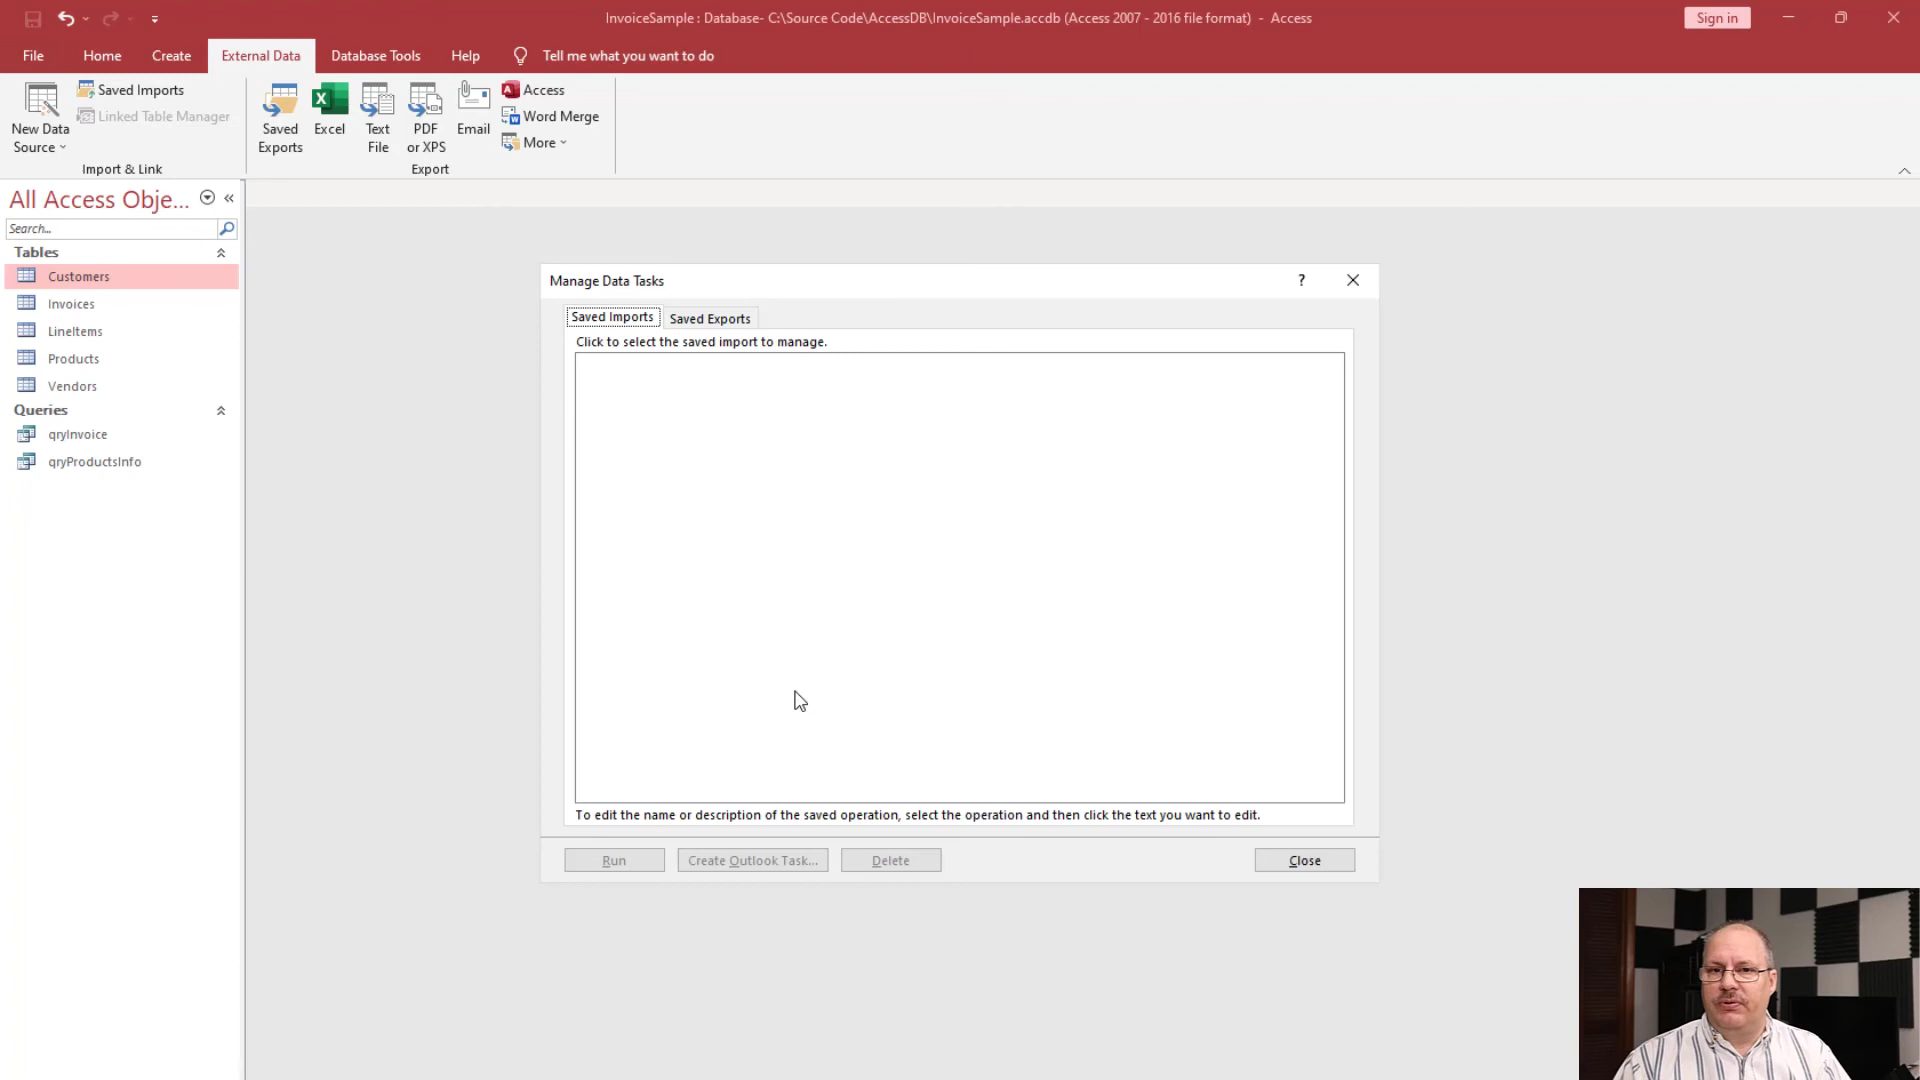 InvoiceSample : Database- C:\Source Code\AccessDB\InvoiceSample.accdb (Access 2007 - 2016 file format) - Access
Sign in
File
Home
Create
External Data
Database Tools
Help
Tell me what you want to do
New Data
Source
Saved Imports
Linked Table Manager
Import & Link
Saved
Exports
Excel
Text
File
PDF
or XPS
Email
Access
Word Merge
More
Export
All Access Obje...
Search...
Tables
Customers
Invoices
LineItems
Products
Vendors
Queries
qryInvoice
qryProductsInfo
Manage Data Tasks
?
Saved Imports
Saved Exports
Click to select the saved import to manage.
To edit the name or description of the saved operation, select the operation and then click the text you want to edit.
Run
Create Outlook Task...
Delete
Close